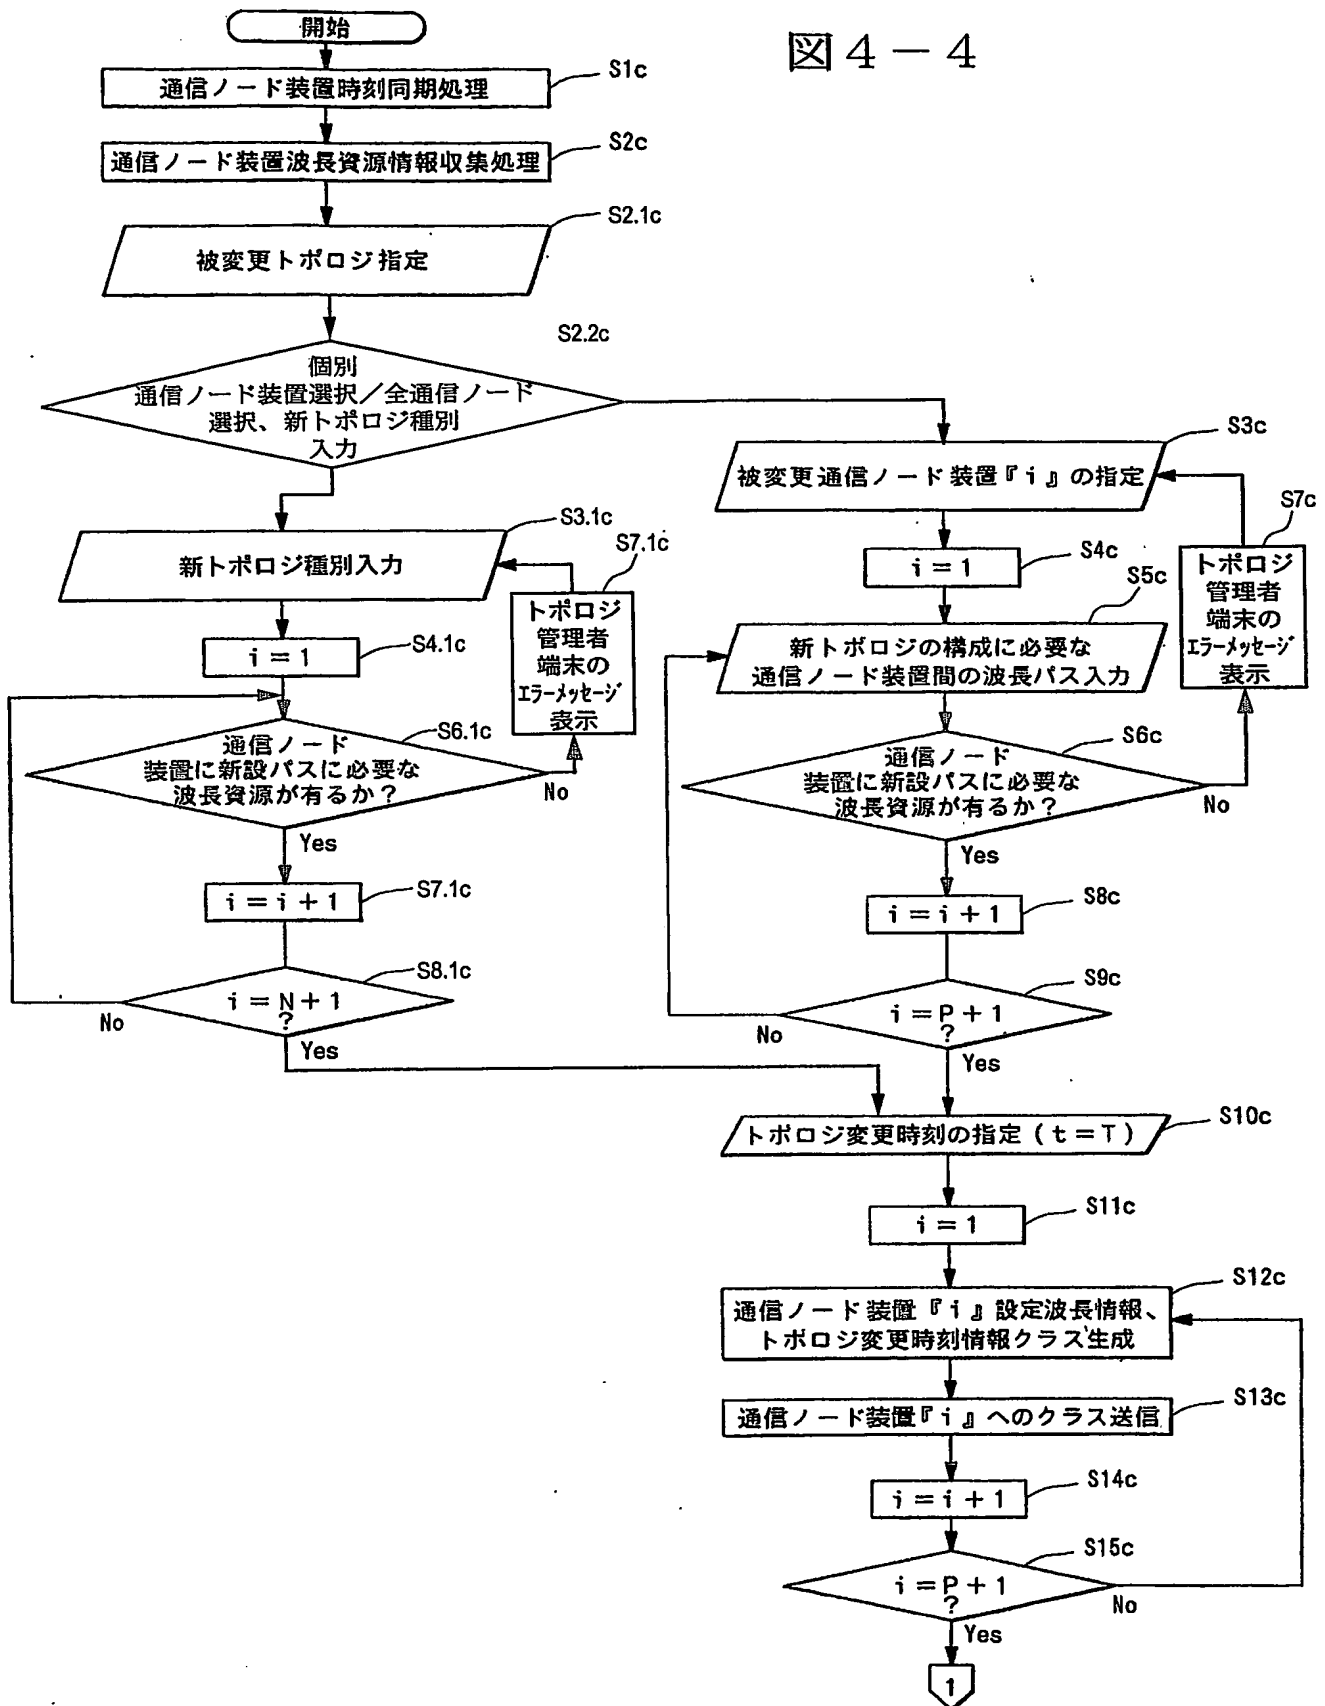 図4-4
開始
通信ノード装置時刻同期処理
S1c
通信ノード装置波長資源情報収集処理
S2c
被変更トポロジ指定
S2.1c
S2.2c
個別
通信ノード装置選択/全通信ノード
選択、新トポロジ種別
入力
新トポロジ種別入力
S3.1c
i=1
S4.1c
S7.1c
トポロジ
管理者
端末の
エラーメッセージ
表示
S6.1c
通信ノード
装置に新設パスに必要な
波長資源が有るか?
No
Yes
i=i+1
S7.1c
S8.1c
i=N+1
?
No
Yes
S3c
被変更通信ノード装置『i』の指定
S4c
i=1
S5c
新トポロジの構成に必要な
通信ノード装置間の波長パス入力
S7c
トポロジ
管理者
端末の
エラーメッセージ
表示
S6c
通信ノード
装置に新設パスに必要な
波長資源が有るか?
No
Yes
i=i+1
S8c
S9c
i=P+1
?
No
Yes
トポロジ変更時刻の指定(t=T)
S10c
i=1
S11c
S12c
通信ノード装置『i』設定波長情報、
トポロジ変更時刻情報クラス生成
通信ノード装置『i』へのクラス送信
S13c
i=i+1
S14c
S15c
i=P+1
?
No
Yes
1